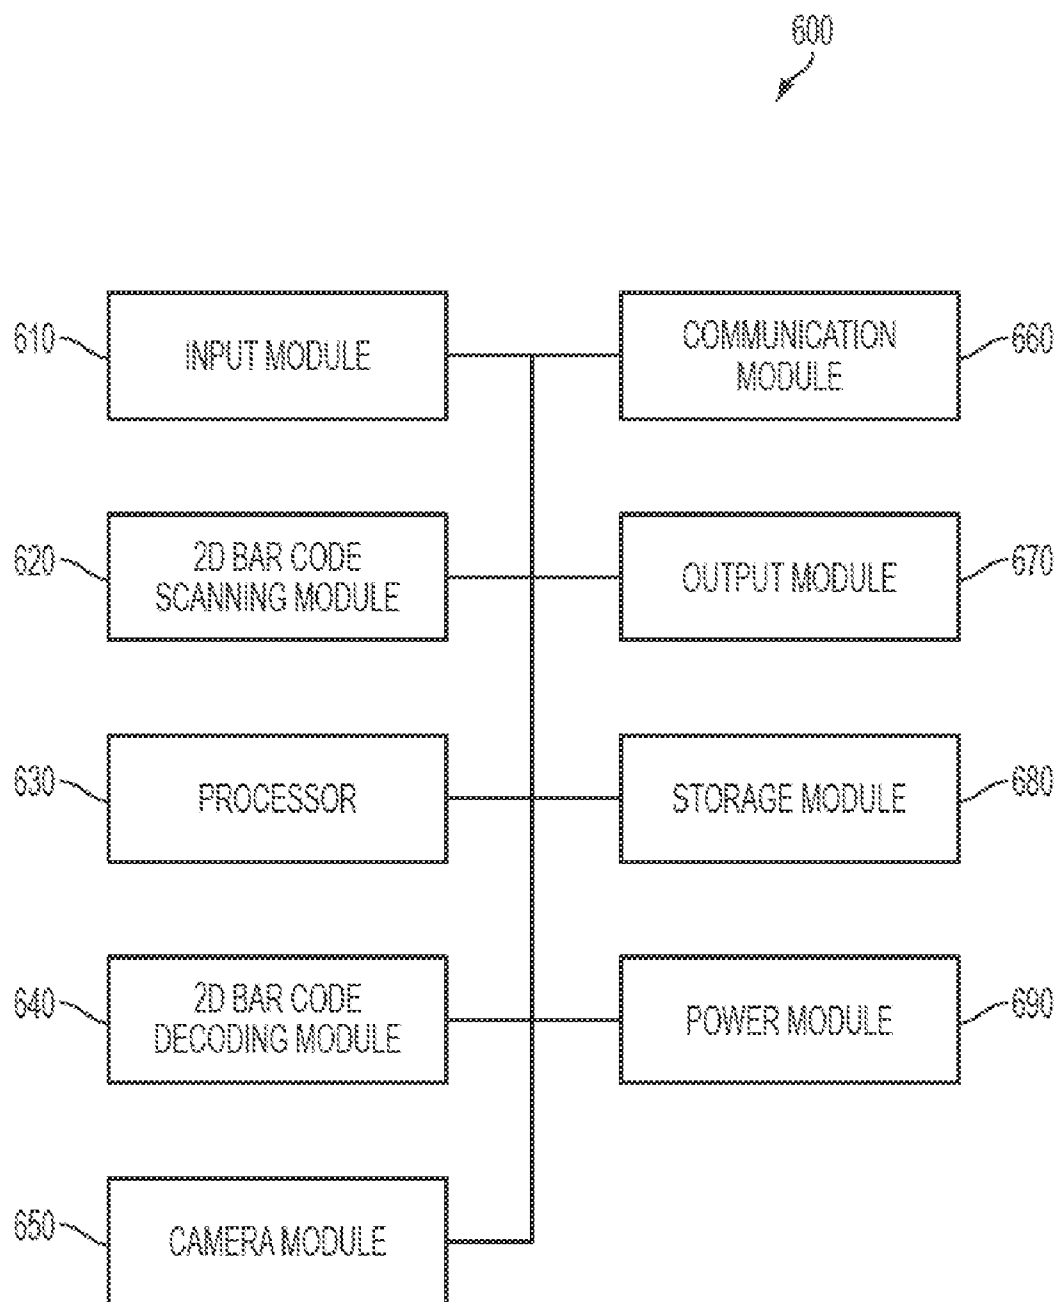 600
610
INPUT MODULE
COMMUNICATION
MODULE
660
620
2D BAR CODE
SCANNING MODULE
OUTPUT MODULE
670
630
PROCESSOR
STORAGE MODULE
680
640
2D BAR CODE
DECODING MODULE
POWER MODULE
690
650
CAMERA MODULE